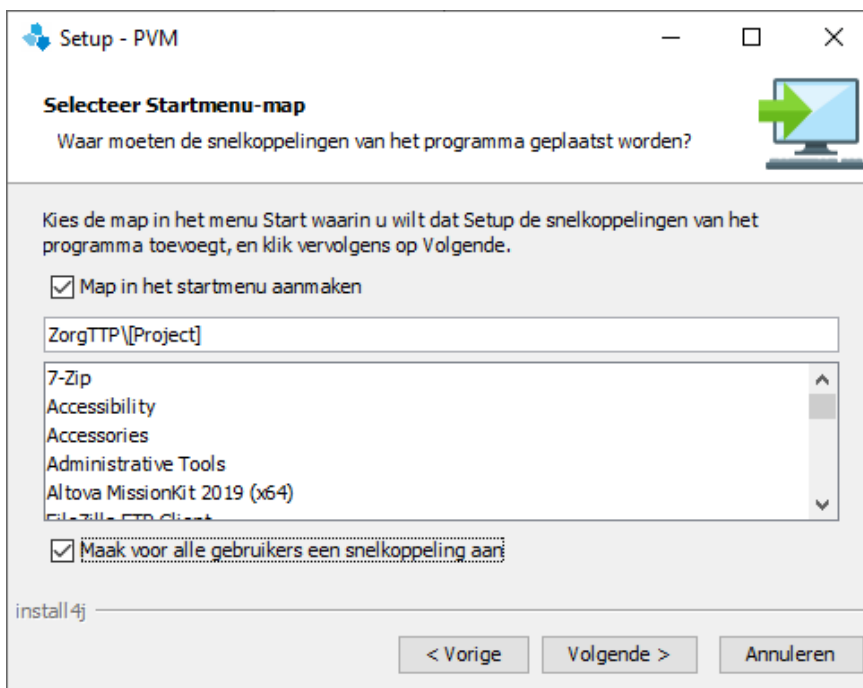 Setup - PVM
Selecteer Startmenu-map
Waar moeten de snelkoppelingen van het programma geplaatst worden?
Kies de map in het menu Start waarin u wilt dat Setup de snelkoppelingen van het
programma toevoegt, en klik vervolgens op Volgende.
Map in het startmenu aanmaken
ZorgTTP\[Project]
7-Zip
Accessibility
Accessories
Administrative Tools
Altova MissionKit 2019 (x64)
FileZilla FTP Client
Maak voor alle gebruikers een snelkoppeling aan
install4j
< Vorige
Volgende >
Annuleren